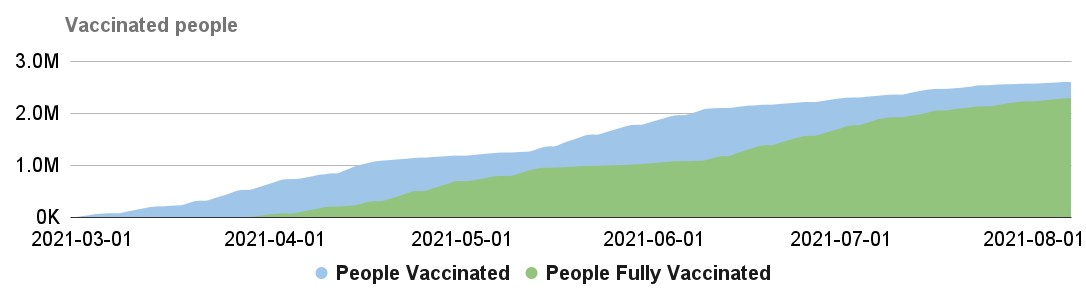 Vaccinated people
3.0M
2.0M
1.0M
0K
2021-03-01 2021-04-01 2021-05-01 2021-06-01 2021-07-01 2021-08-01
People Vaccinated People Fully Vaccinated